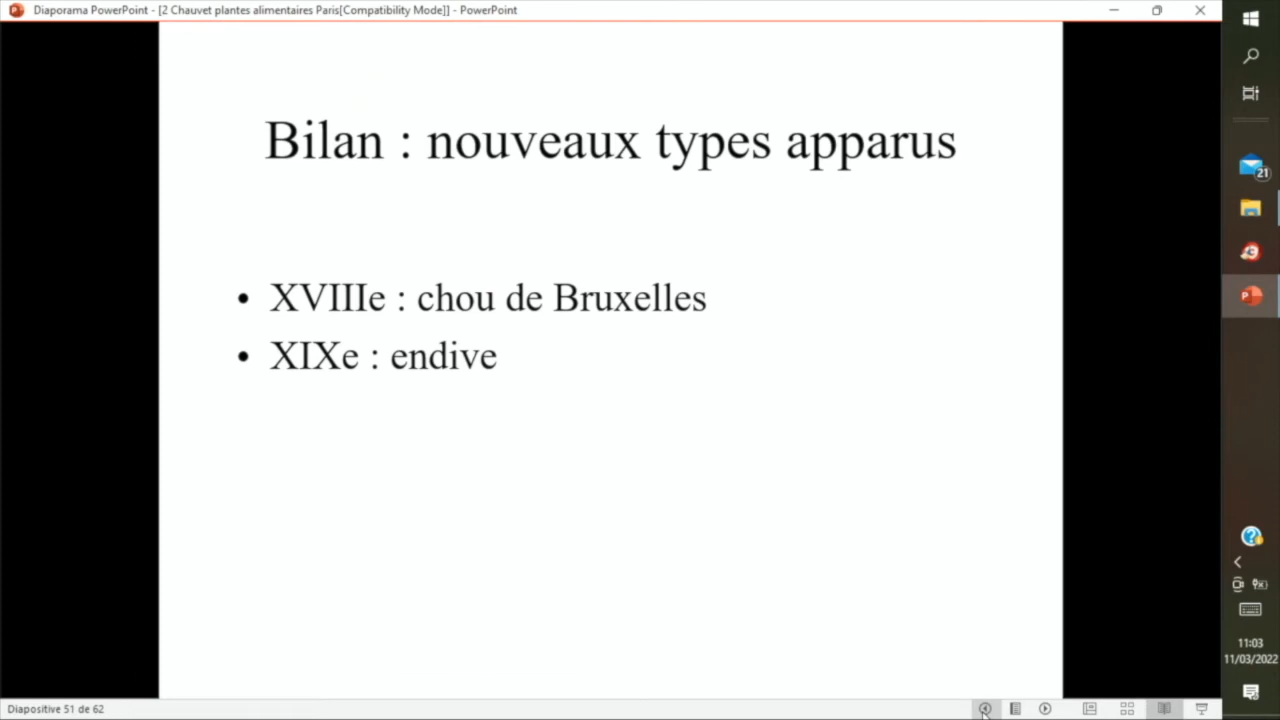 Diaporama PowerPoint - [2 Chauvet plantes alimentaires Paris[Compatibility Mode]] - PowerPoint
Bilan : nouveaux types apparus
• XVIIIe : chou de Bruxelles
• XIXe : endive
21
11:03
11/03/2022
Diapositive 51 de 62